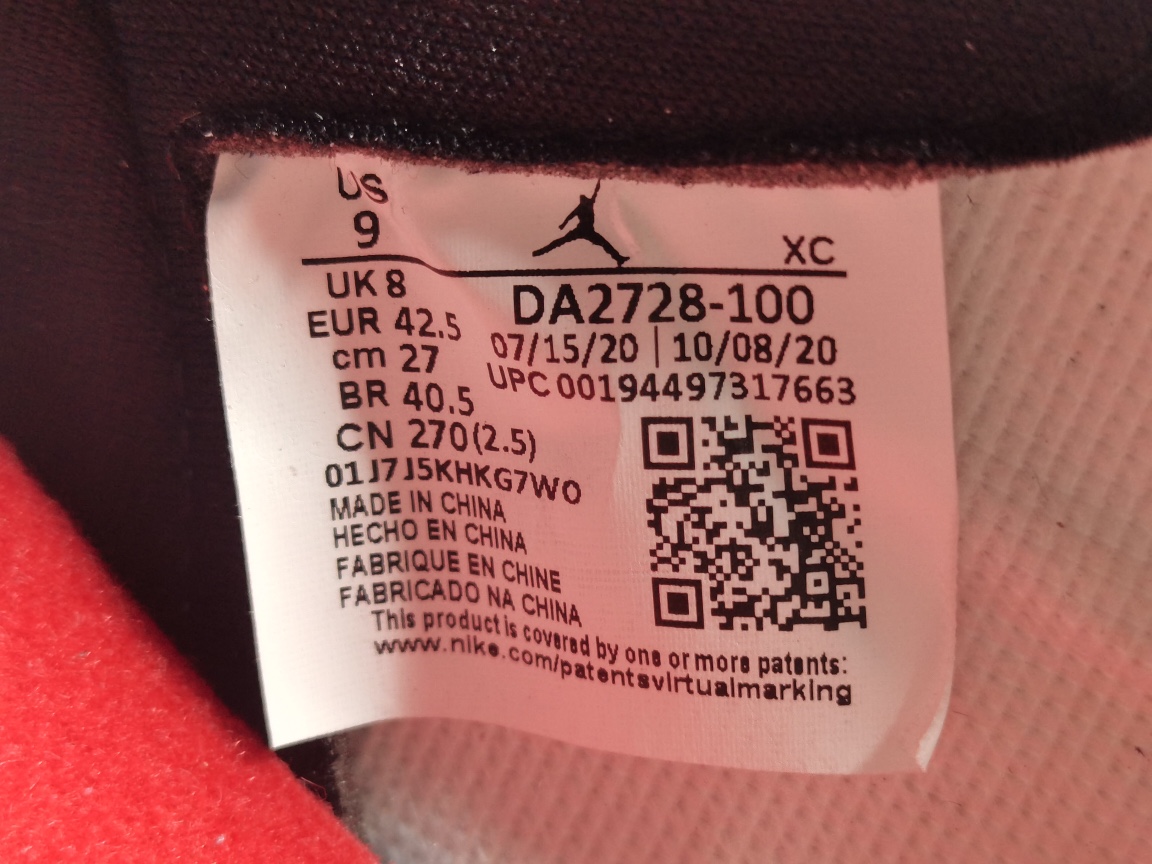 US
9
XC
UK 8
DA2728-100
EUR 42.5
07/15/20 | 10/08/20
cm 27
UPC 00194497317663
BR 40.5
CN 270(2.5)
01J7J5KHKG7WO
MADE IN CHINA
HECHO EN CHINA
FABRIQUE EN CHINE
FABRICADO NA CHINA
This product is covered by one or more patents:
www.nike.com/patentsvirtualmarking